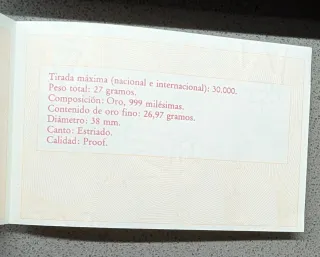 Tirada máxima (nacional e internacional): 30.000.
Peso total: 27 gramos.
Composición: Oro, 999 milésimas.
Contenido de oro fino: 26,97 gramos.
Diámetro: 38 mm.
Canto: Estriado.
Calidad: Proof.